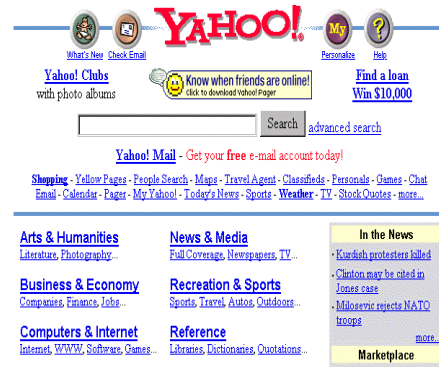 YAHOO!
My
?
What's New Check Email Personalize Help
Yahoo! Clubs
with photo albums
Know when friends are online!
Click to download Yahoo! Pager
Find a loan
Win $10,000
Search advanced search
Yahoo! Mail - Get your free e-mail account today!
Shopping - Yellow Pages - People Search - Maps - Travel Agent - Classifieds - Personals - Games - Chat
Email - Calendar - Pager - My Yahoo! - Today's News - Sports - Weather - TV - Stock Quotes - more...
Arts & Humanities
Literature, Photography...
News & Media
Full Coverage, Newspapers, TV...
Business & Economy
Companies, Finance, Jobs...
Recreation & Sports
Sports, Travel, Autos, Outdoors...
Computers & Internet
Internet, WWW, Software, Games...
Reference
Libraries, Dictionaries, Quotations...
In the News
· Kurdish protesters killed
· Clinton may be cited in
Jones case
· Milosevic rejects NATO
troops
more...
Marketplace